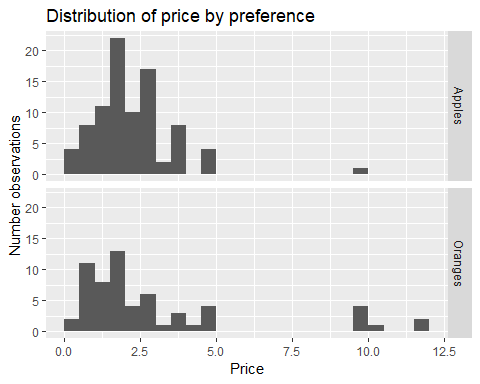 Distribution of price by preference
Number observations
20
15
10
5
0
Apples
20
15
10
5
0
Oranges
0.0 2.5 5.0 7.5 10.0 12.5
Price